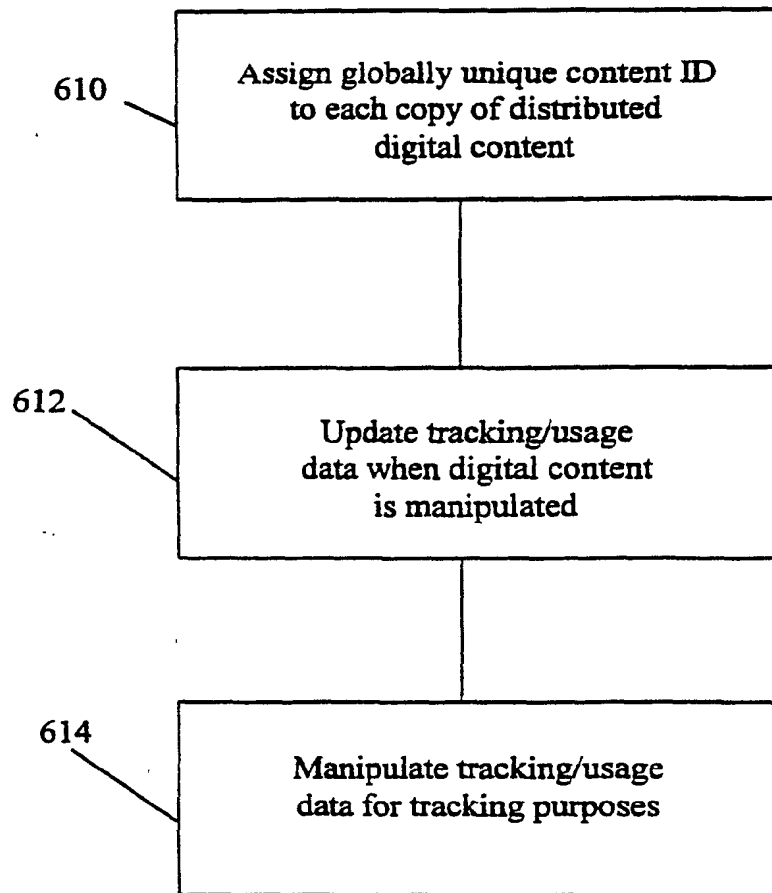 610
Assign globally unique content ID
to each copy of distributed
digital content
612
Update tracking/usage
data when digital content
is manipulated
614
Manipulate tracking/usage
data for tracking purposes